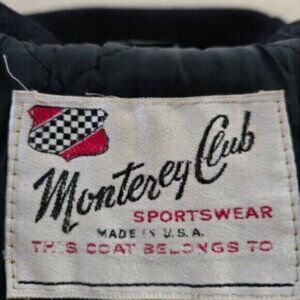 Monterey Club
SPORTSWEAR
MADE IN U.S.A.
THIS COAT BELONGS TO